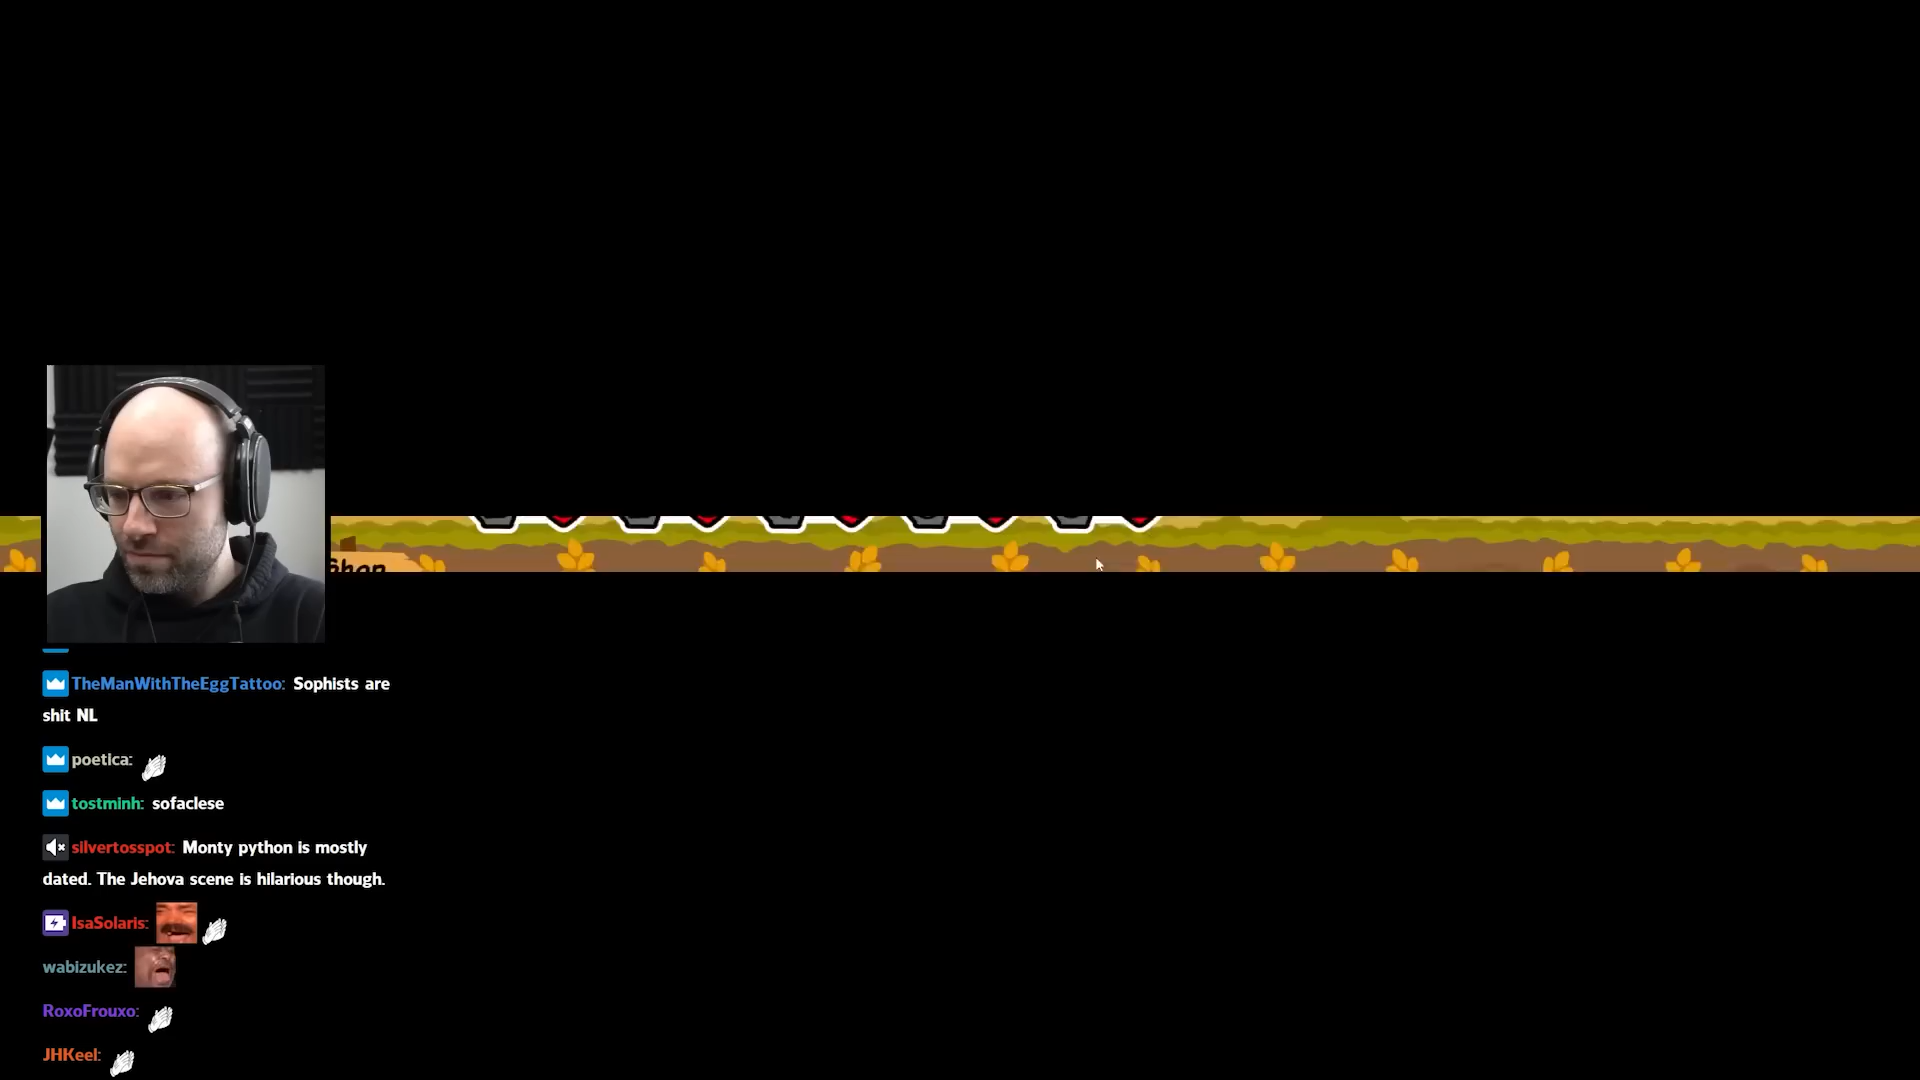 Shop
TheManWithTheEggTattoo: Sophists are
shit NL
poetica:
tostminh: sofaclese
silvertosspot: Monty python is mostly
dated. The Jehova scene is hilarious though.
IsaSolaris:
wabizukez:
RoxoFrouxo:
JHKeel: